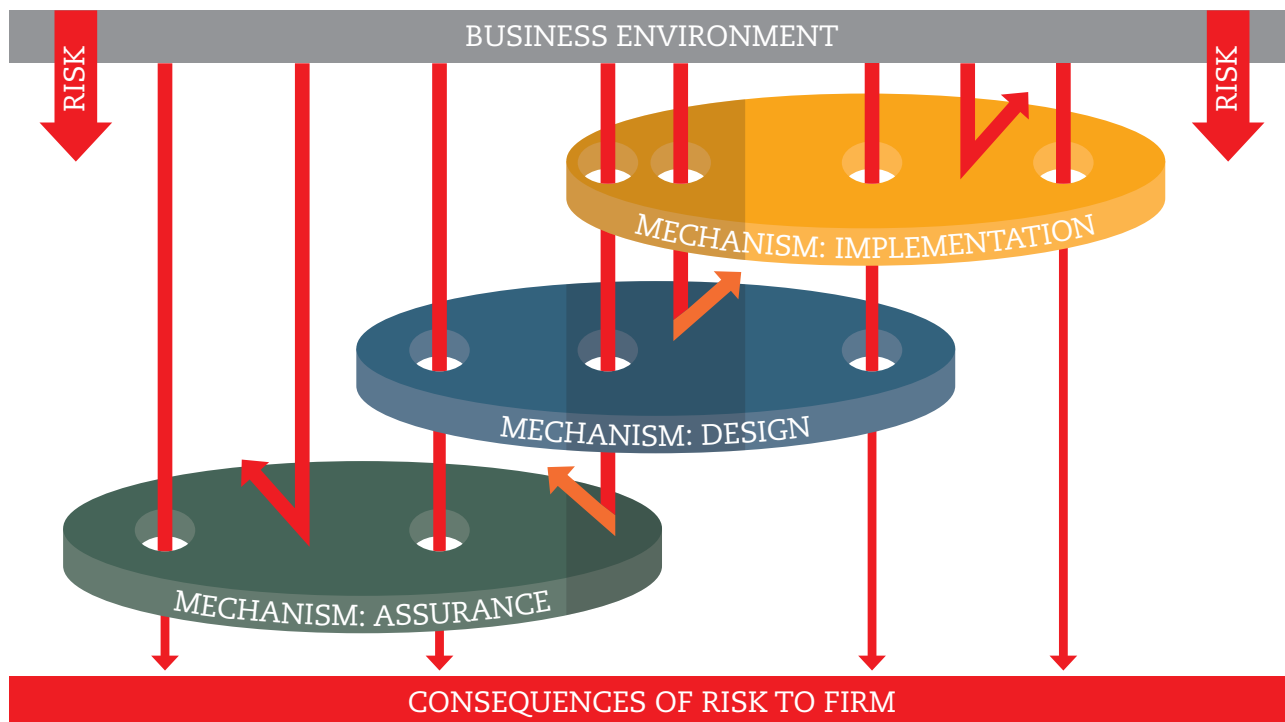 BUSINESS ENVIRONMENT
RISK
RISK
MECHANISM: IMPLEMENTATION
MECHANISM: DESIGN
MECHANISM: ASSURANCE
CONSEQUENCES OF RISK TO FIRM